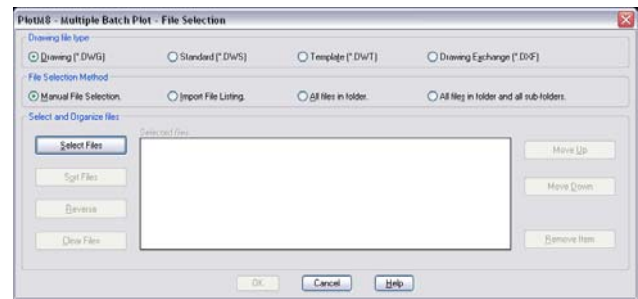 PlotM8 - Multiple Batch Plot - File Selection
Drawing file type
Drawing (*.DWG) Standard (*.DWS) Template (*.DWT) Drawing Exchange (*.DXF)
File Selection Method
Manual File Selection. Import File Listing. All files in folder. All files in folder and all sub-folders.
Select and Organize files
Selected files
Select Files
Move Up
Sort Files
Move Down
Reverse
Clear Files
Remove Item
OK Cancel Help